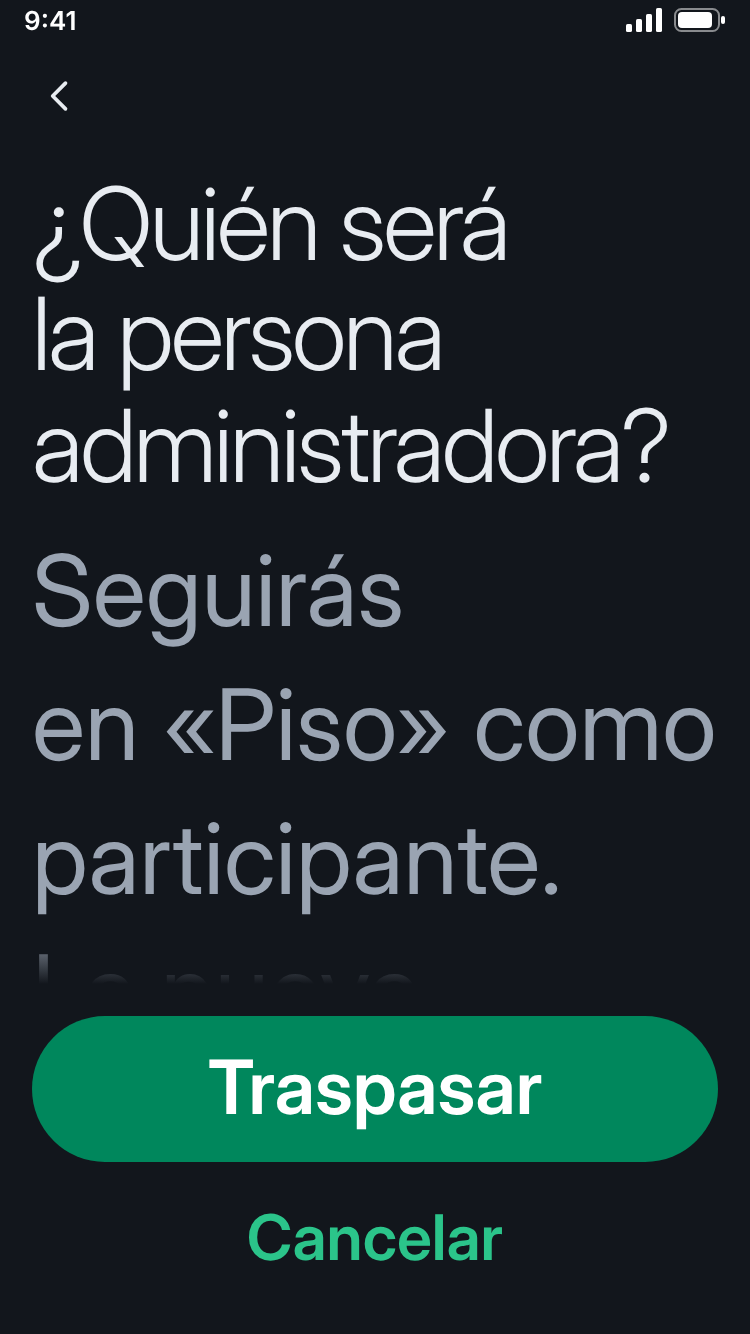 9:41
¿Quién será
la persona
administradora?
Seguirás
en «Piso» como
participante.
Traspasar
Cancelar